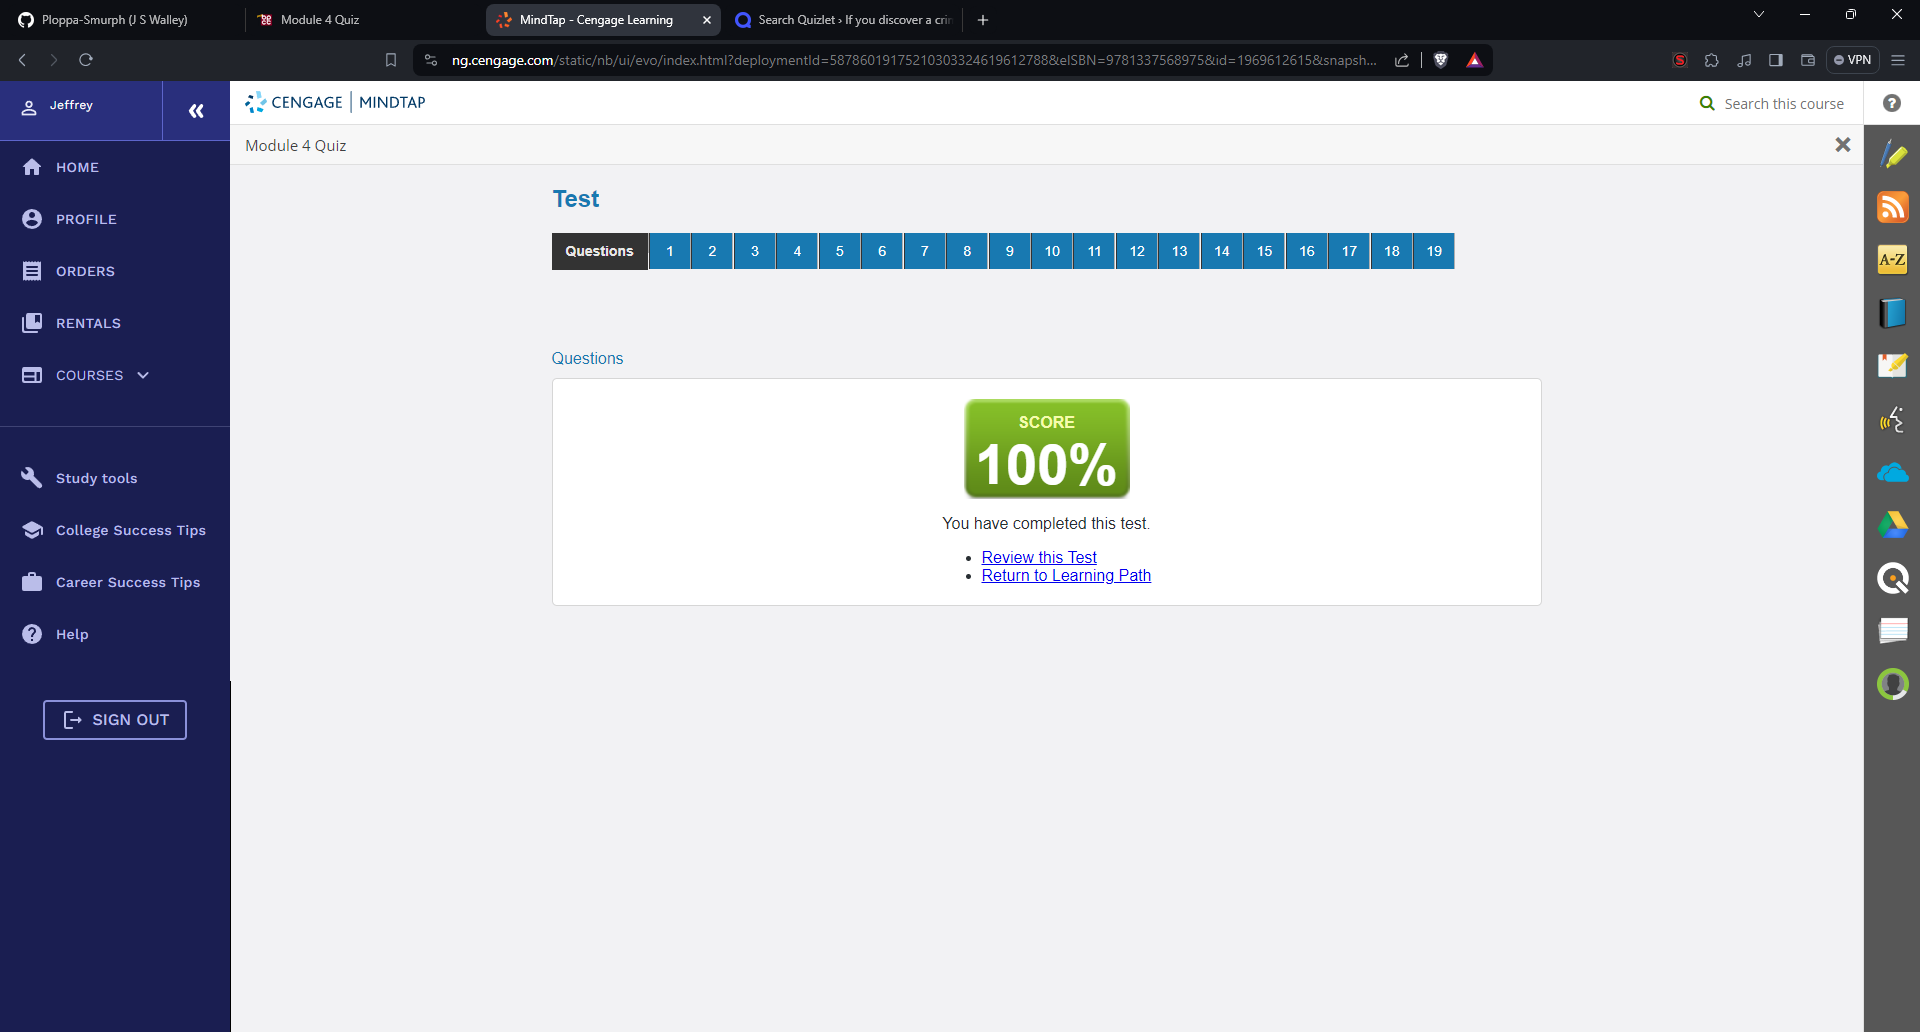 Ploppa-Smurph (J S Walley)
Module 4 Quiz
MindTap - Cengage Learning
Search Quizlet › If you discover a crin
ng.cengage.com/static/nb/ui/evo/index.html?deploymentId=5878601917521030332461961​2788&eISBN=9781337568975&id=1969612615&snapsh...
VPN
Jeffrey
CENGAGE | MINDTAP
Search this course
Module 4 Quiz
HOME
PROFILE
ORDERS
RENTALS
COURSES
Study tools
College Success Tips
Career Success Tips
Help
SIGN OUT
Test
Questions 1 2 3 4 5 6 7 8 9 10 11 12 13 14 15 16 17 18 19
Questions
SCORE
100%
You have completed this test.
Review this Test
Return to Learning Path
A-Z